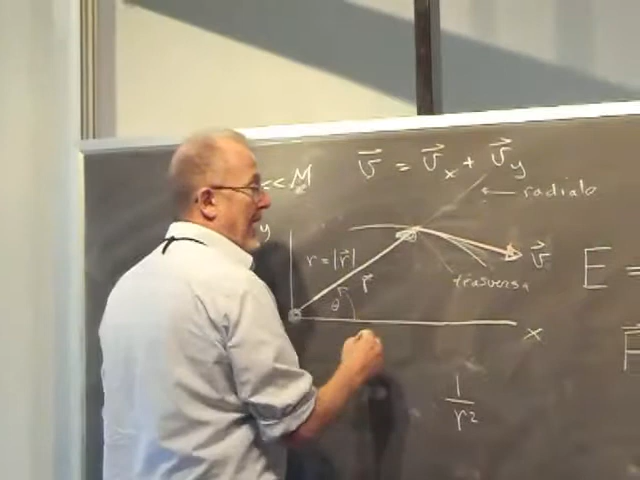 << M
v⃗ = v⃗x + v⃗y
radiale
y
r = |r⃗|
r⃗
θ
v⃗
trasversa
E =
x
1/r²